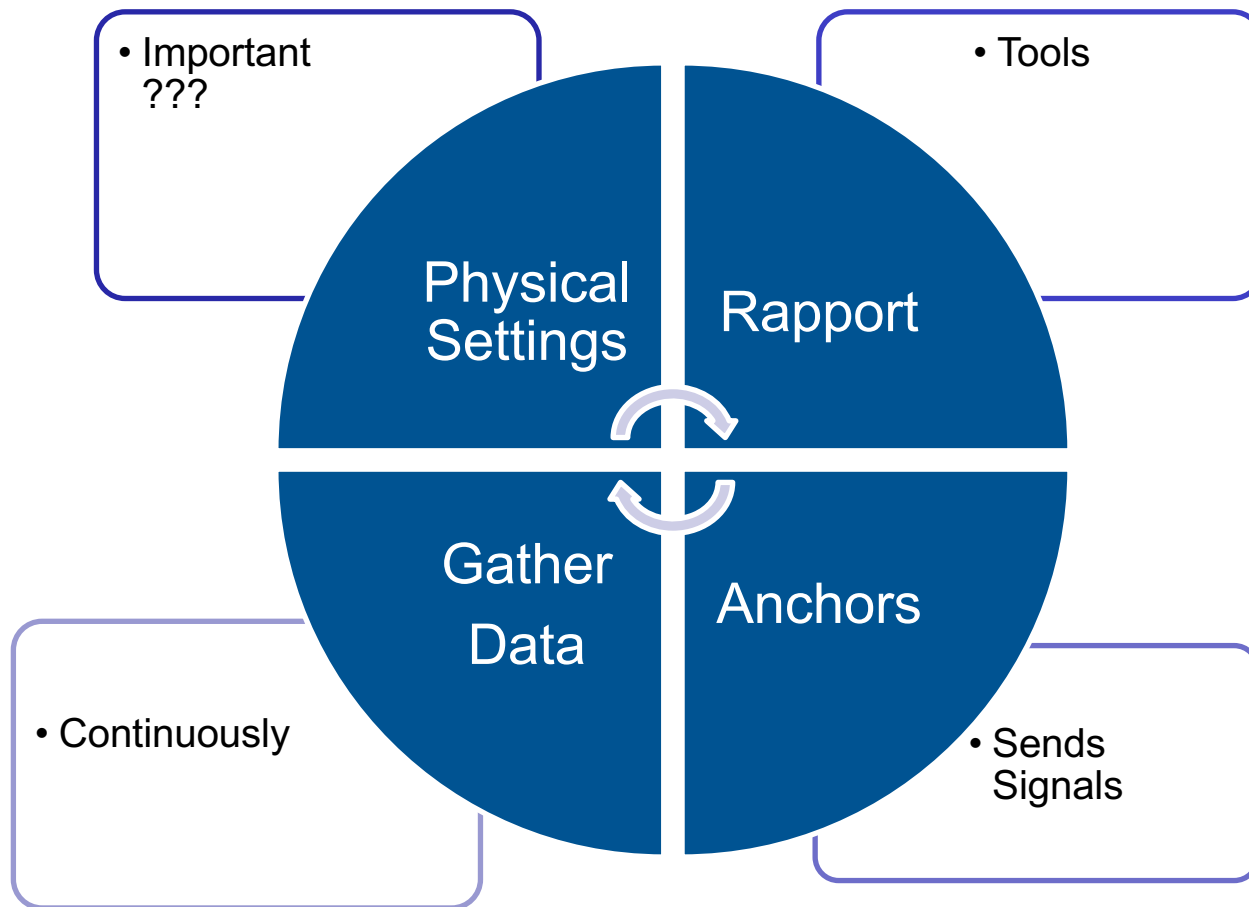 • Important
???
• Tools
Physical
Settings
Rapport
Gather
Data
Anchors
• Continuously
• Sends
Signals